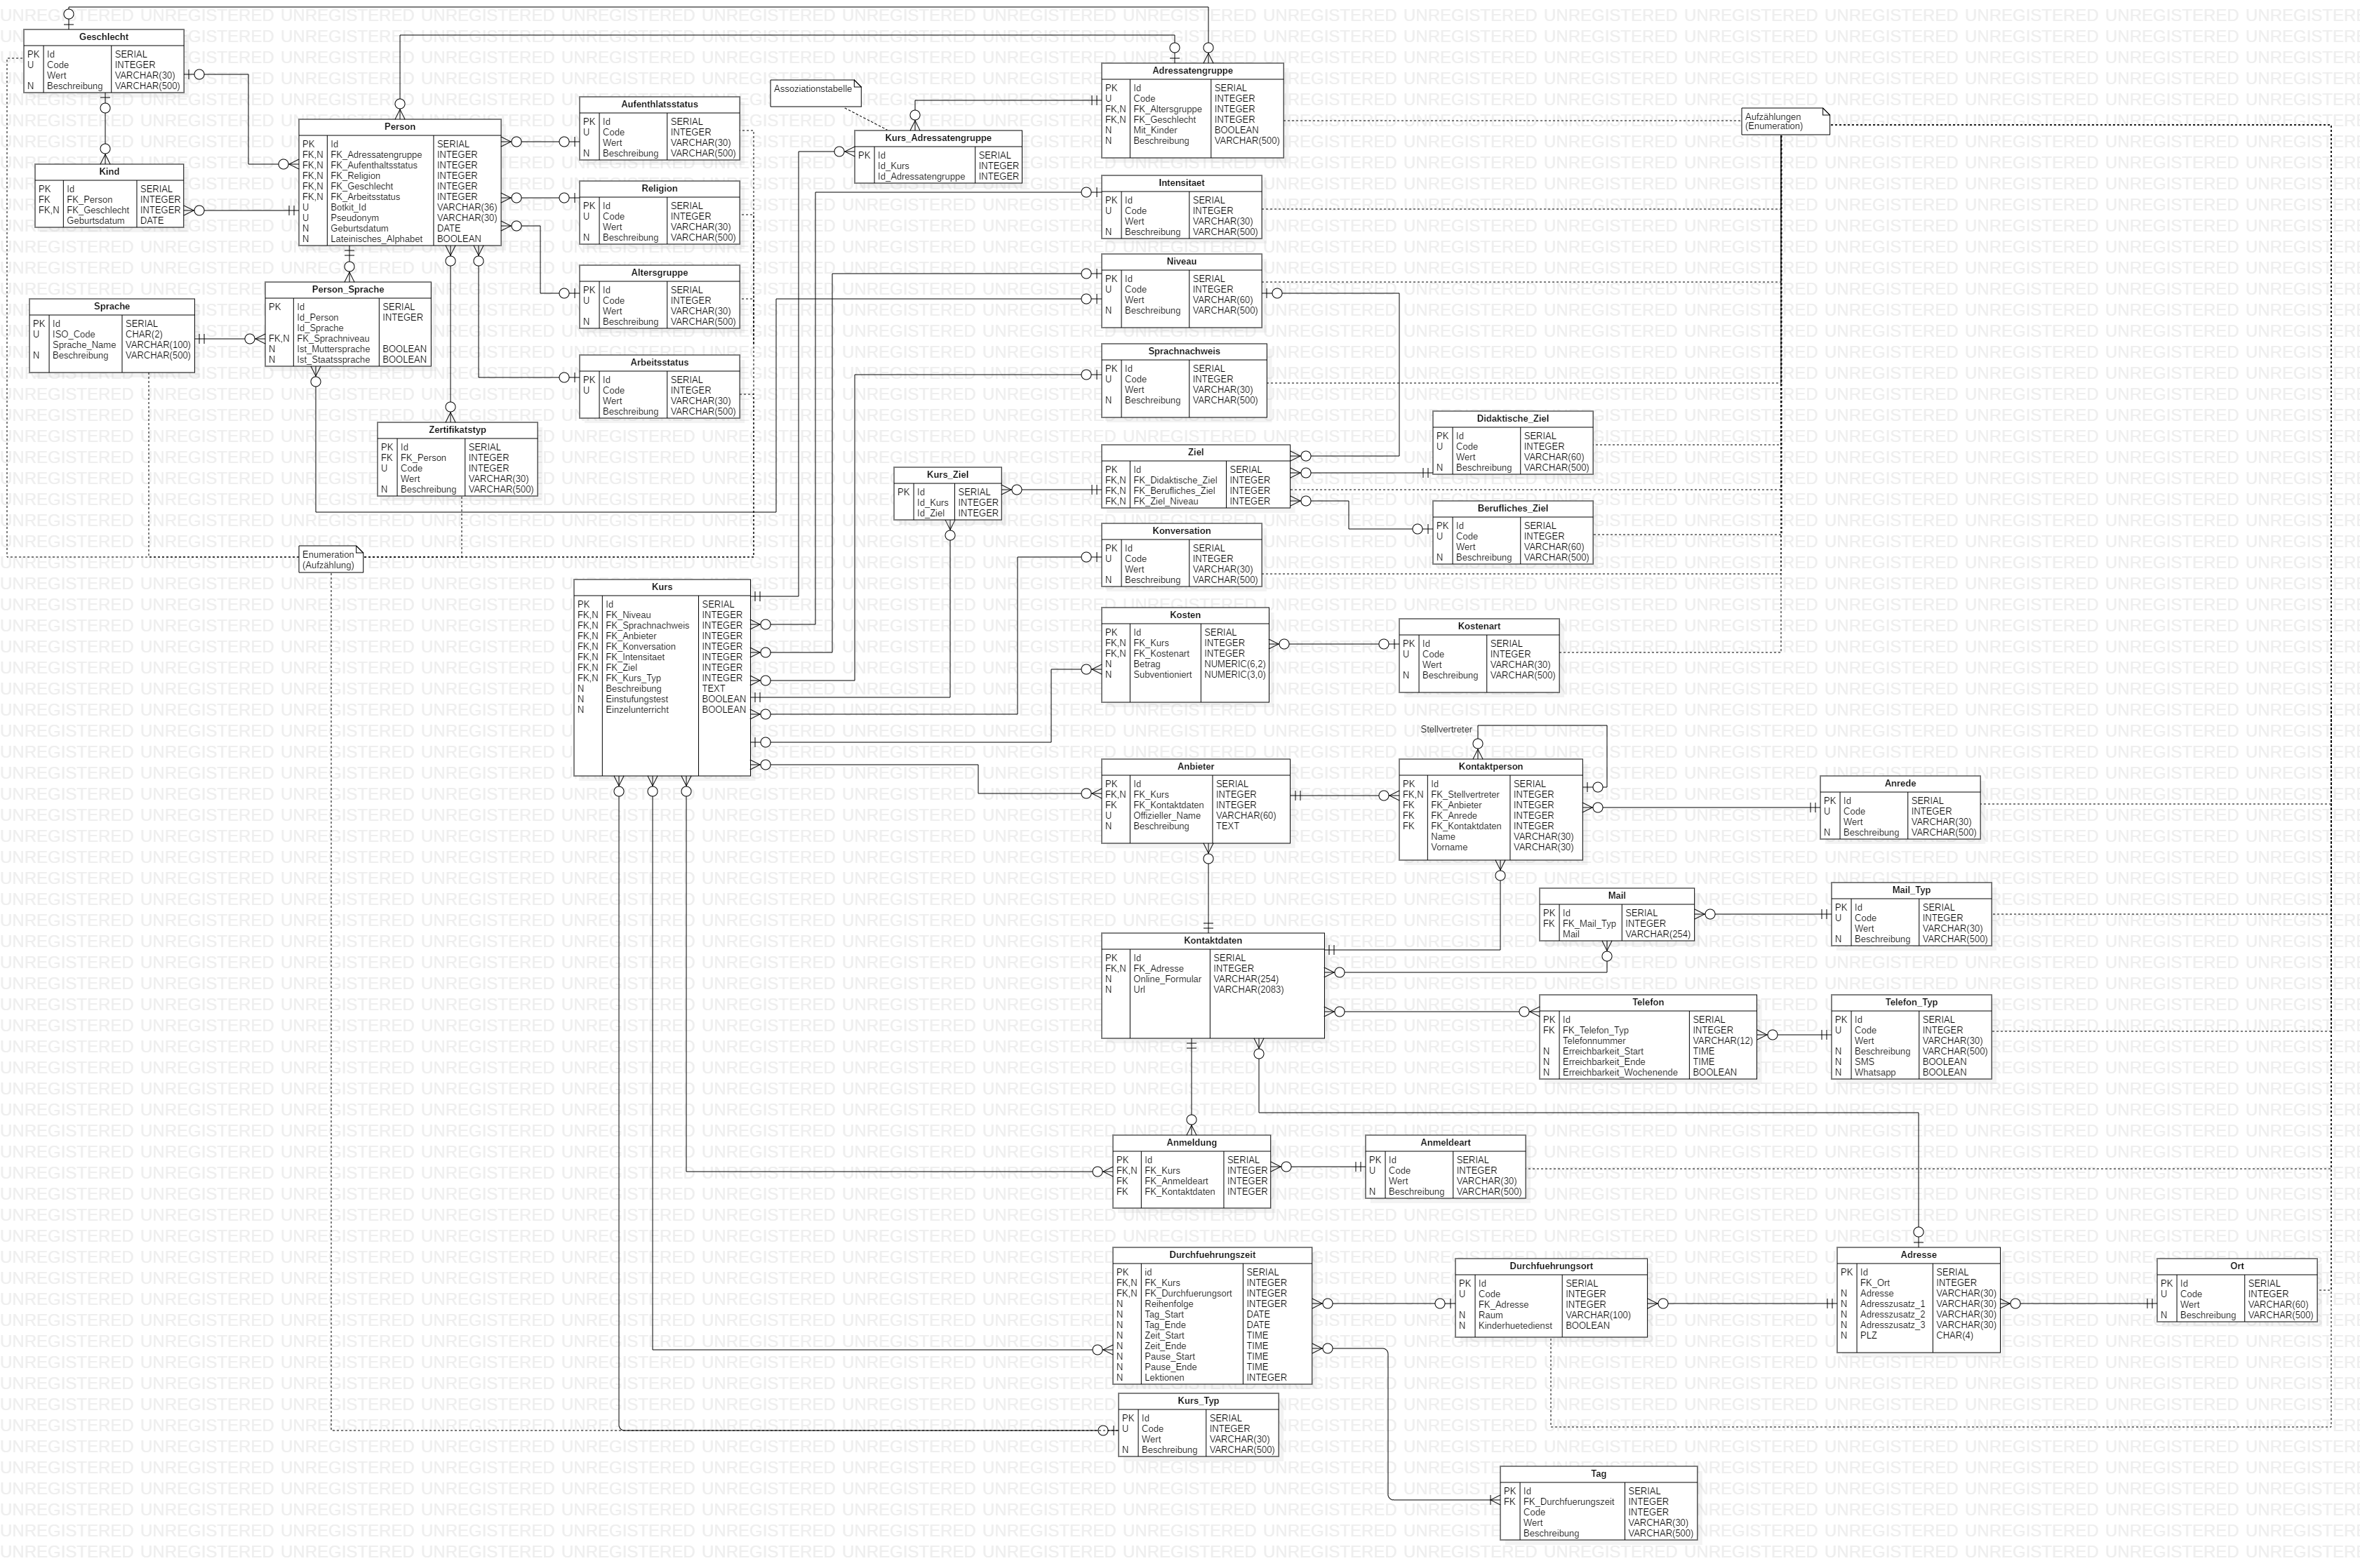 UNREGISTERED
Geschlecht
PK Id SERIAL
U Code INTEGER
Wert VARCHAR(30)
N Beschreibung VARCHAR(500)
Kind
PK Id SERIAL
FK FK_Person INTEGER
FK,N FK_Geschlecht INTEGER
Geburtsdatum DATE
Person
PK Id SERIAL
FK,N FK_Adressatengruppe INTEGER
FK,N FK_Aufenthaltsstatus INTEGER
FK,N FK_Religion INTEGER
FK,N FK_Geschlecht INTEGER
FK,N FK_Arbeitsstatus INTEGER
U Botkit_Id VARCHAR(36)
U Pseudonym VARCHAR(30)
N Geburtsdatum DATE
N Lateinisches_Alphabet BOOLEAN
Sprache
PK Id SERIAL
U ISO_Code CHAR(2)
Sprache_Name VARCHAR(100)
N Beschreibung VARCHAR(500)
Person_Sprache
PK Id SERIAL
Id_Person INTEGER
Id_Sprache
FK,N FK_Sprachniveau
N Ist_Muttersprache BOOLEAN
N Ist_Staatssprache BOOLEAN
Zertifikatstyp
PK Id SERIAL
FK FK_Person INTEGER
U Code INTEGER
Wert VARCHAR(30)
N Beschreibung VARCHAR(500)
Enumeration
(Aufzählung)
Aufenthlatsstatus
PK Id SERIAL
U Code INTEGER
Wert VARCHAR(30)
N Beschreibung VARCHAR(500)
Religion
PK Id SERIAL
U Code INTEGER
Wert VARCHAR(30)
N Beschreibung VARCHAR(500)
Altersgruppe
PK Id SERIAL
U Code INTEGER
Wert VARCHAR(30)
N Beschreibung VARCHAR(500)
Arbeitsstatus
PK Id SERIAL
U Code INTEGER
Wert VARCHAR(30)
Beschreibung VARCHAR(500)
Assoziationstabelle
Kurs_Adressatengruppe
PK Id SERIAL
Id_Kurs INTEGER
Id_Adressatengruppe INTEGER
Adressatengruppe
PK Id SERIAL
U Code INTEGER
FK,N FK_Altersgruppe INTEGER
FK,N FK_Geschlecht INTEGER
N Mit_Kinder BOOLEAN
N Beschreibung VARCHAR(500)
Aufzählungen
(Enumeration)
Intensitaet
PK Id SERIAL
U Code INTEGER
Wert VARCHAR(30)
N Beschreibung VARCHAR(500)
Niveau
PK Id SERIAL
U Code INTEGER
Wert VARCHAR(60)
N Beschreibung VARCHAR(500)
Sprachnachweis
PK Id SERIAL
U Code INTEGER
Wert VARCHAR(30)
N Beschreibung VARCHAR(500)
Kurs_Ziel
PK Id SERIAL
Id_Kurs INTEGER
Id_Ziel INTEGER
Ziel
PK Id SERIAL
FK,N FK_Didaktische_Ziel INTEGER
FK,N FK_Berufliches_Ziel INTEGER
FK,N FK_Ziel_Niveau INTEGER
Didaktische_Ziel
PK Id SERIAL
U Code INTEGER
Wert VARCHAR(60)
N Beschreibung VARCHAR(500)
Berufliches_Ziel
PK Id SERIAL
U Code INTEGER
Wert VARCHAR(60)
N Beschreibung VARCHAR(500)
Konversation
PK Id SERIAL
U Code INTEGER
Wert VARCHAR(30)
N Beschreibung VARCHAR(500)
Kurs
PK Id SERIAL
FK,N FK_Niveau INTEGER
FK,N FK_Sprachnachweis INTEGER
FK,N FK_Anbieter INTEGER
FK,N FK_Konversation INTEGER
FK,N FK_Intensitaet INTEGER
FK,N FK_Ziel INTEGER
FK,N FK_Kurs_Typ INTEGER
N Beschreibung TEXT
N Einstufungstest BOOLEAN
N Einzelunterricht BOOLEAN
Kosten
PK Id SERIAL
FK,N FK_Kurs INTEGER
FK,N FK_Kostenart INTEGER
N Betrag NUMERIC(6,2)
N Subventioniert NUMERIC(3,0)
Kostenart
PK Id SERIAL
U Code INTEGER
Wert VARCHAR(30)
N Beschreibung VARCHAR(500)
Stellvertreter
Anbieter
PK Id SERIAL
FK,N FK_Kurs INTEGER
FK FK_Kontaktdaten INTEGER
U Offizieller_Name VARCHAR(60)
N Beschreibung TEXT
Kontaktperson
PK Id SERIAL
FK,N FK_Stellvertreter INTEGER
FK FK_Anbieter INTEGER
FK FK_Anrede INTEGER
FK FK_Kontaktdaten INTEGER
Name VARCHAR(30)
Vorname VARCHAR(30)
Anrede
PK Id SERIAL
U Code INTEGER
Wert VARCHAR(30)
N Beschreibung VARCHAR(500)
Mail
PK Id SERIAL
FK FK_Mail_Typ INTEGER
Mail VARCHAR(254)
Mail_Typ
PK Id SERIAL
U Code INTEGER
Wert VARCHAR(30)
N Beschreibung VARCHAR(500)
Kontaktdaten
PK Id SERIAL
FK,N FK_Adresse INTEGER
N Online_Formular VARCHAR(254)
N Url VARCHAR(2083)
Telefon
PK Id SERIAL
FK FK_Telefon_Typ INTEGER
Telefonnummer VARCHAR(12)
N Erreichbarkeit_Start TIME
N Erreichbarkeit_Ende TIME
N Erreichbarkeit_Wochenende BOOLEAN
Telefon_Typ
PK Id SERIAL
U Code INTEGER
Wert VARCHAR(30)
N Beschreibung VARCHAR(500)
N SMS BOOLEAN
N Whatsapp BOOLEAN
Anmeldung
PK Id SERIAL
FK,N FK_Kurs INTEGER
FK FK_Anmeldeart INTEGER
FK FK_Kontaktdaten INTEGER
Anmeldeart
PK Id SERIAL
U Code INTEGER
Wert VARCHAR(30)
N Beschreibung VARCHAR(500)
Durchfuehrungszeit
PK id SERIAL
FK,N FK_Kurs INTEGER
FK,N FK_Durchfuerungsort INTEGER
N Reihenfolge INTEGER
N Tag_Start DATE
N Tag_Ende DATE
N Zeit_Start TIME
N Zeit_Ende TIME
N Pause_Start TIME
N Pause_Ende TIME
N Lektionen INTEGER
Durchfuehrungsort
PK Id SERIAL
U Code INTEGER
FK_Adresse INTEGER
N Raum VARCHAR(100)
N Kinderhuetedienst BOOLEAN
Adresse
PK Id SERIAL
FK_Ort INTEGER
N Adresse VARCHAR(30)
N Adresszusatz_1 VARCHAR(30)
N Adresszusatz_2 VARCHAR(30)
N Adresszusatz_3 VARCHAR(30)
N PLZ CHAR(4)
Ort
PK Id SERIAL
U Code INTEGER
Wert VARCHAR(60)
N Beschreibung VARCHAR(500)
Kurs_Typ
PK Id SERIAL
U Code INTEGER
Wert VARCHAR(30)
N Beschreibung VARCHAR(500)
Tag
PK Id SERIAL
FK FK_Durchfuerungszeit INTEGER
Code INTEGER
Wert VARCHAR(30)
Beschreibung VARCHAR(500)